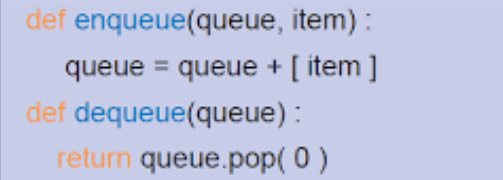 def enqueue(queue, item) :
queue = queue + [ item ]
def dequeue(queue) :
return queue.pop( 0 )